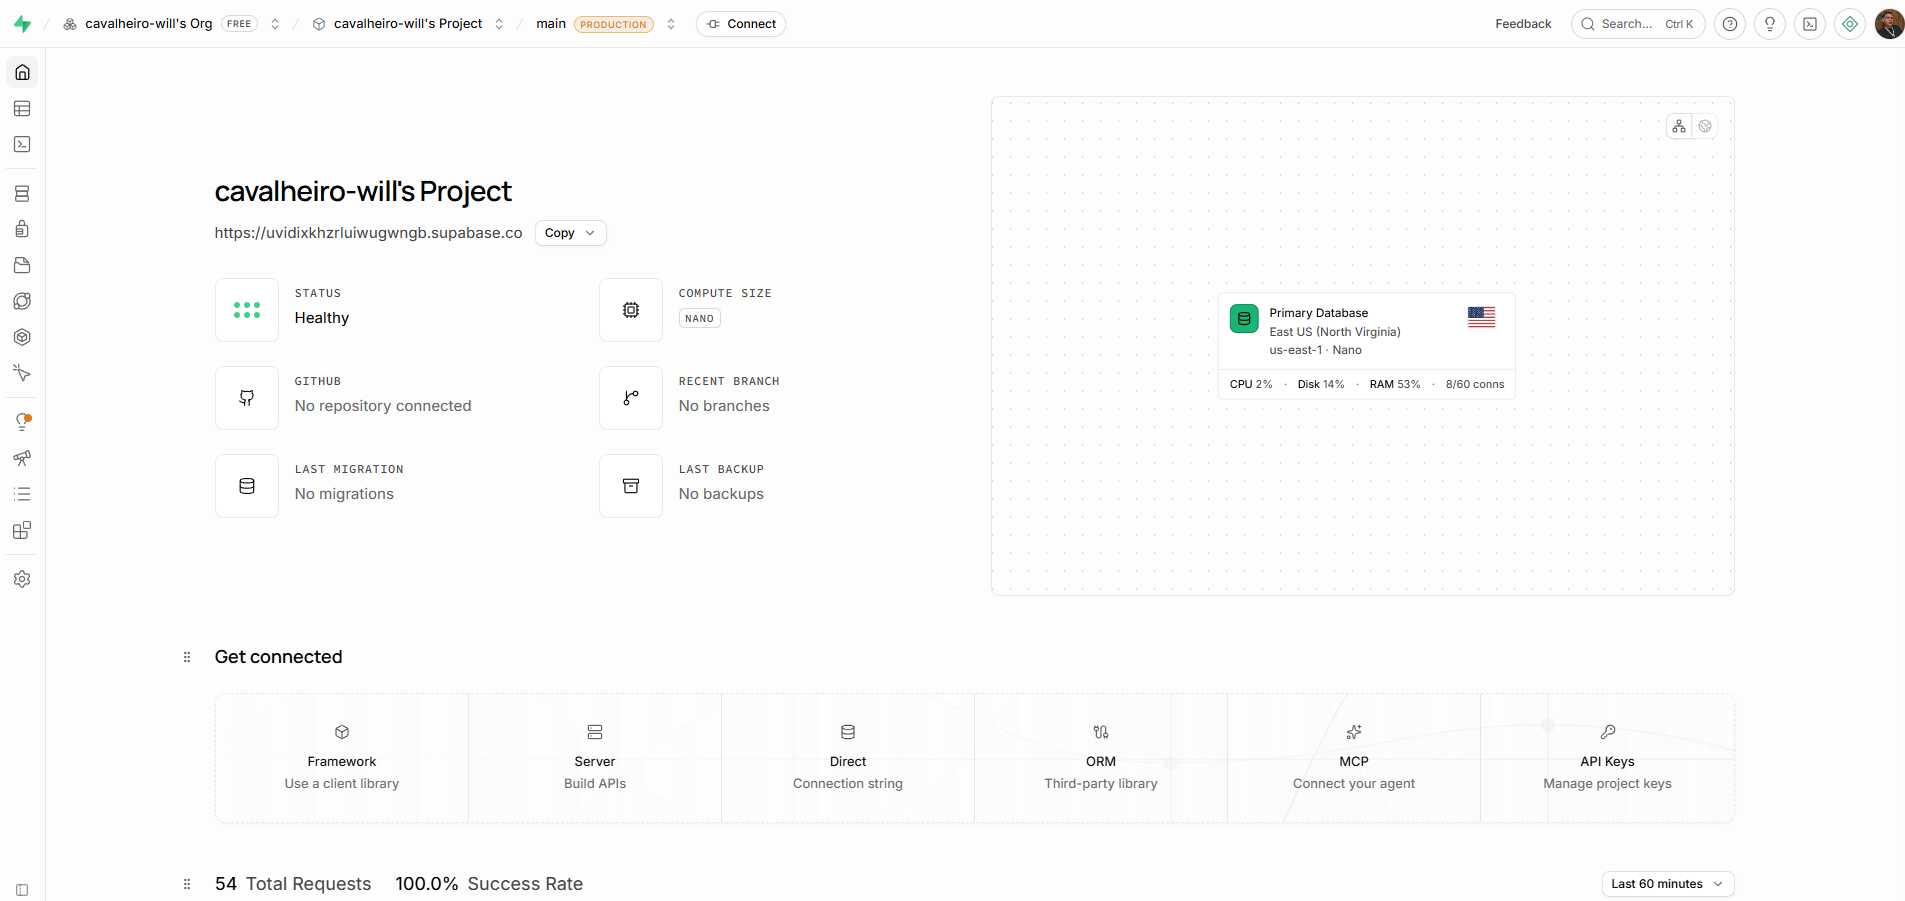 cavalheiro-will's Org FREE cavalheiro-will's Project main PRODUCTION Connect Feedback Search... Ctrl K
cavalheiro-will's Project
https://uvidixkhzrluiwugwngb.supabase.co Copy
STATUS
Healthy
COMPUTE SIZE
NANO
GITHUB
No repository connected
RECENT BRANCH
No branches
LAST MIGRATION
No migrations
LAST BACKUP
No backups
Primary Database
East US (North Virginia)
us-east-1 · Nano
CPU 2% · Disk 14% · RAM 53% · 8/60 conns
Get connected
Framework
Use a client library
Server
Build APIs
Direct
Connection string
ORM
Third-party library
MCP
Connect your agent
API Keys
Manage project keys
54 Total Requests 100.0% Success Rate Last 60 minutes